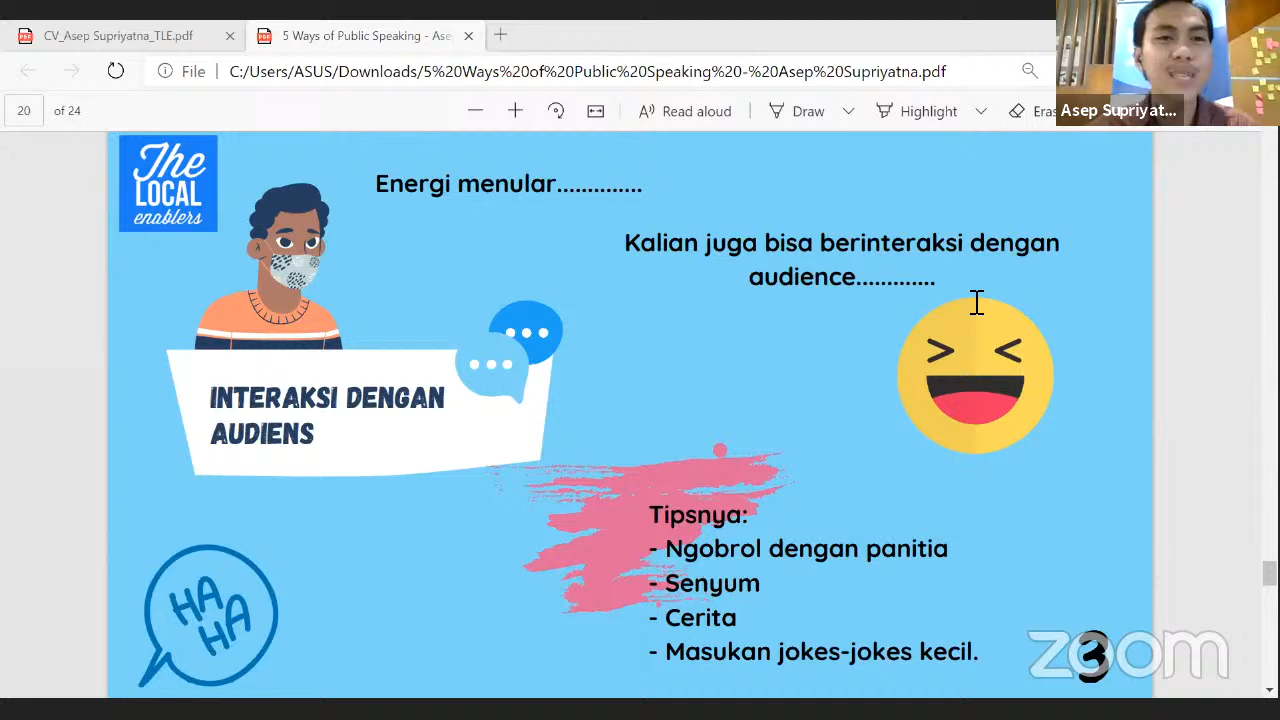 CV_Asep Supriyatna_TLE.pdf
5 Ways of Public Speaking - Ase
File
C:/Users/ASUS/Downloads/5%20Ways%20of%20Public%20Speaking%20-%20Asep%20Supriyatna.pdf
Asep Supriyat...
20 of 24
Read aloud
Draw
Highlight
Eras
The
LOCAL
enablers
Energi menular..............
Kalian juga bisa berinteraksi dengan
audience.............
INTERAKSI DENGAN
AUDIENS
HA
HA
Tipsnya:
- Ngobrol dengan panitia
- Senyum
- Cerita
- Masukan jokes-jokes kecil.
3
zoom